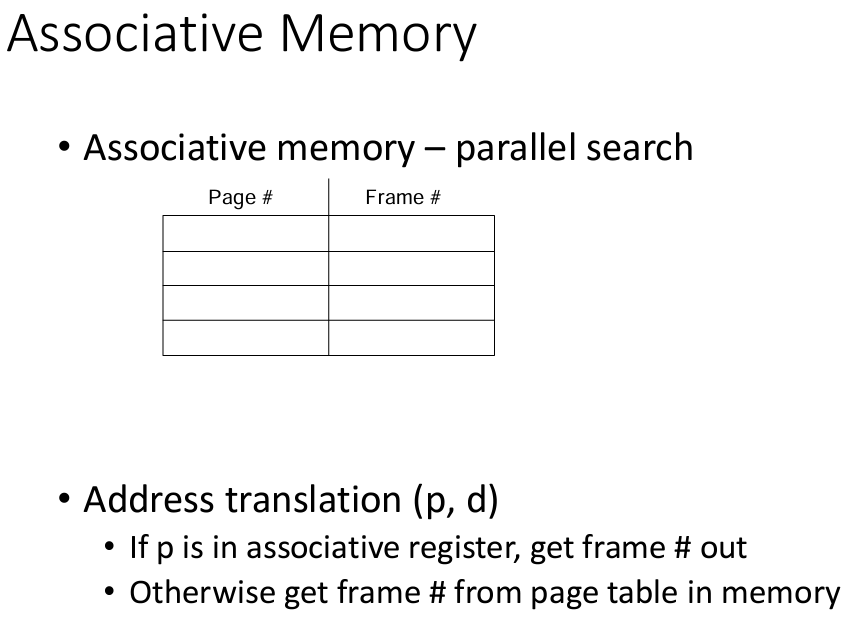 Associative Memory
• Associative memory – parallel search
Page # Frame #
• Address translation (p, d)
• If p is in associative register, get frame # out
• Otherwise get frame # from page table in memory